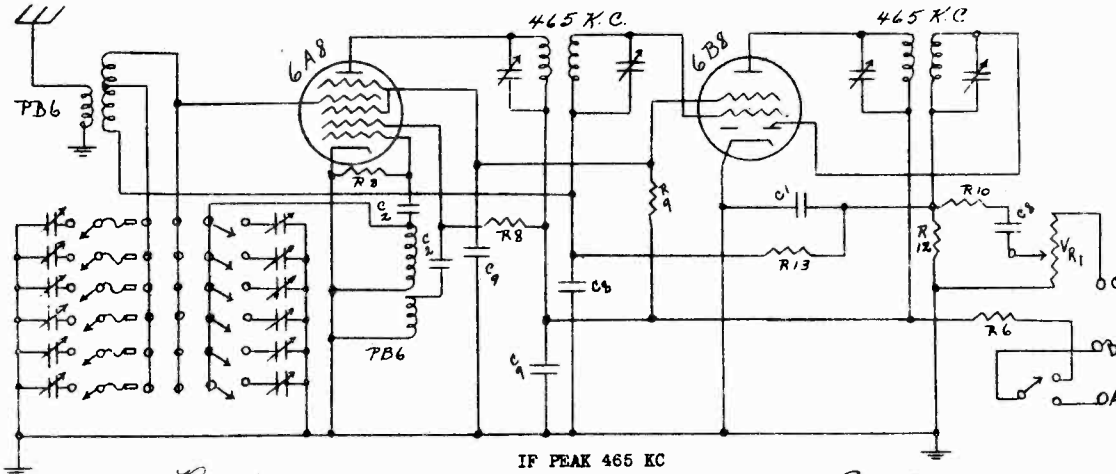 465 K.C.
465 K.C.
6A8
6B8
PB6
R8
C2
C2
R8
C9
R9
C1
R10
C8
R12
VR1
R13
C8
C
R6
PB6
C9
B
A
IF PEAK 465 KC